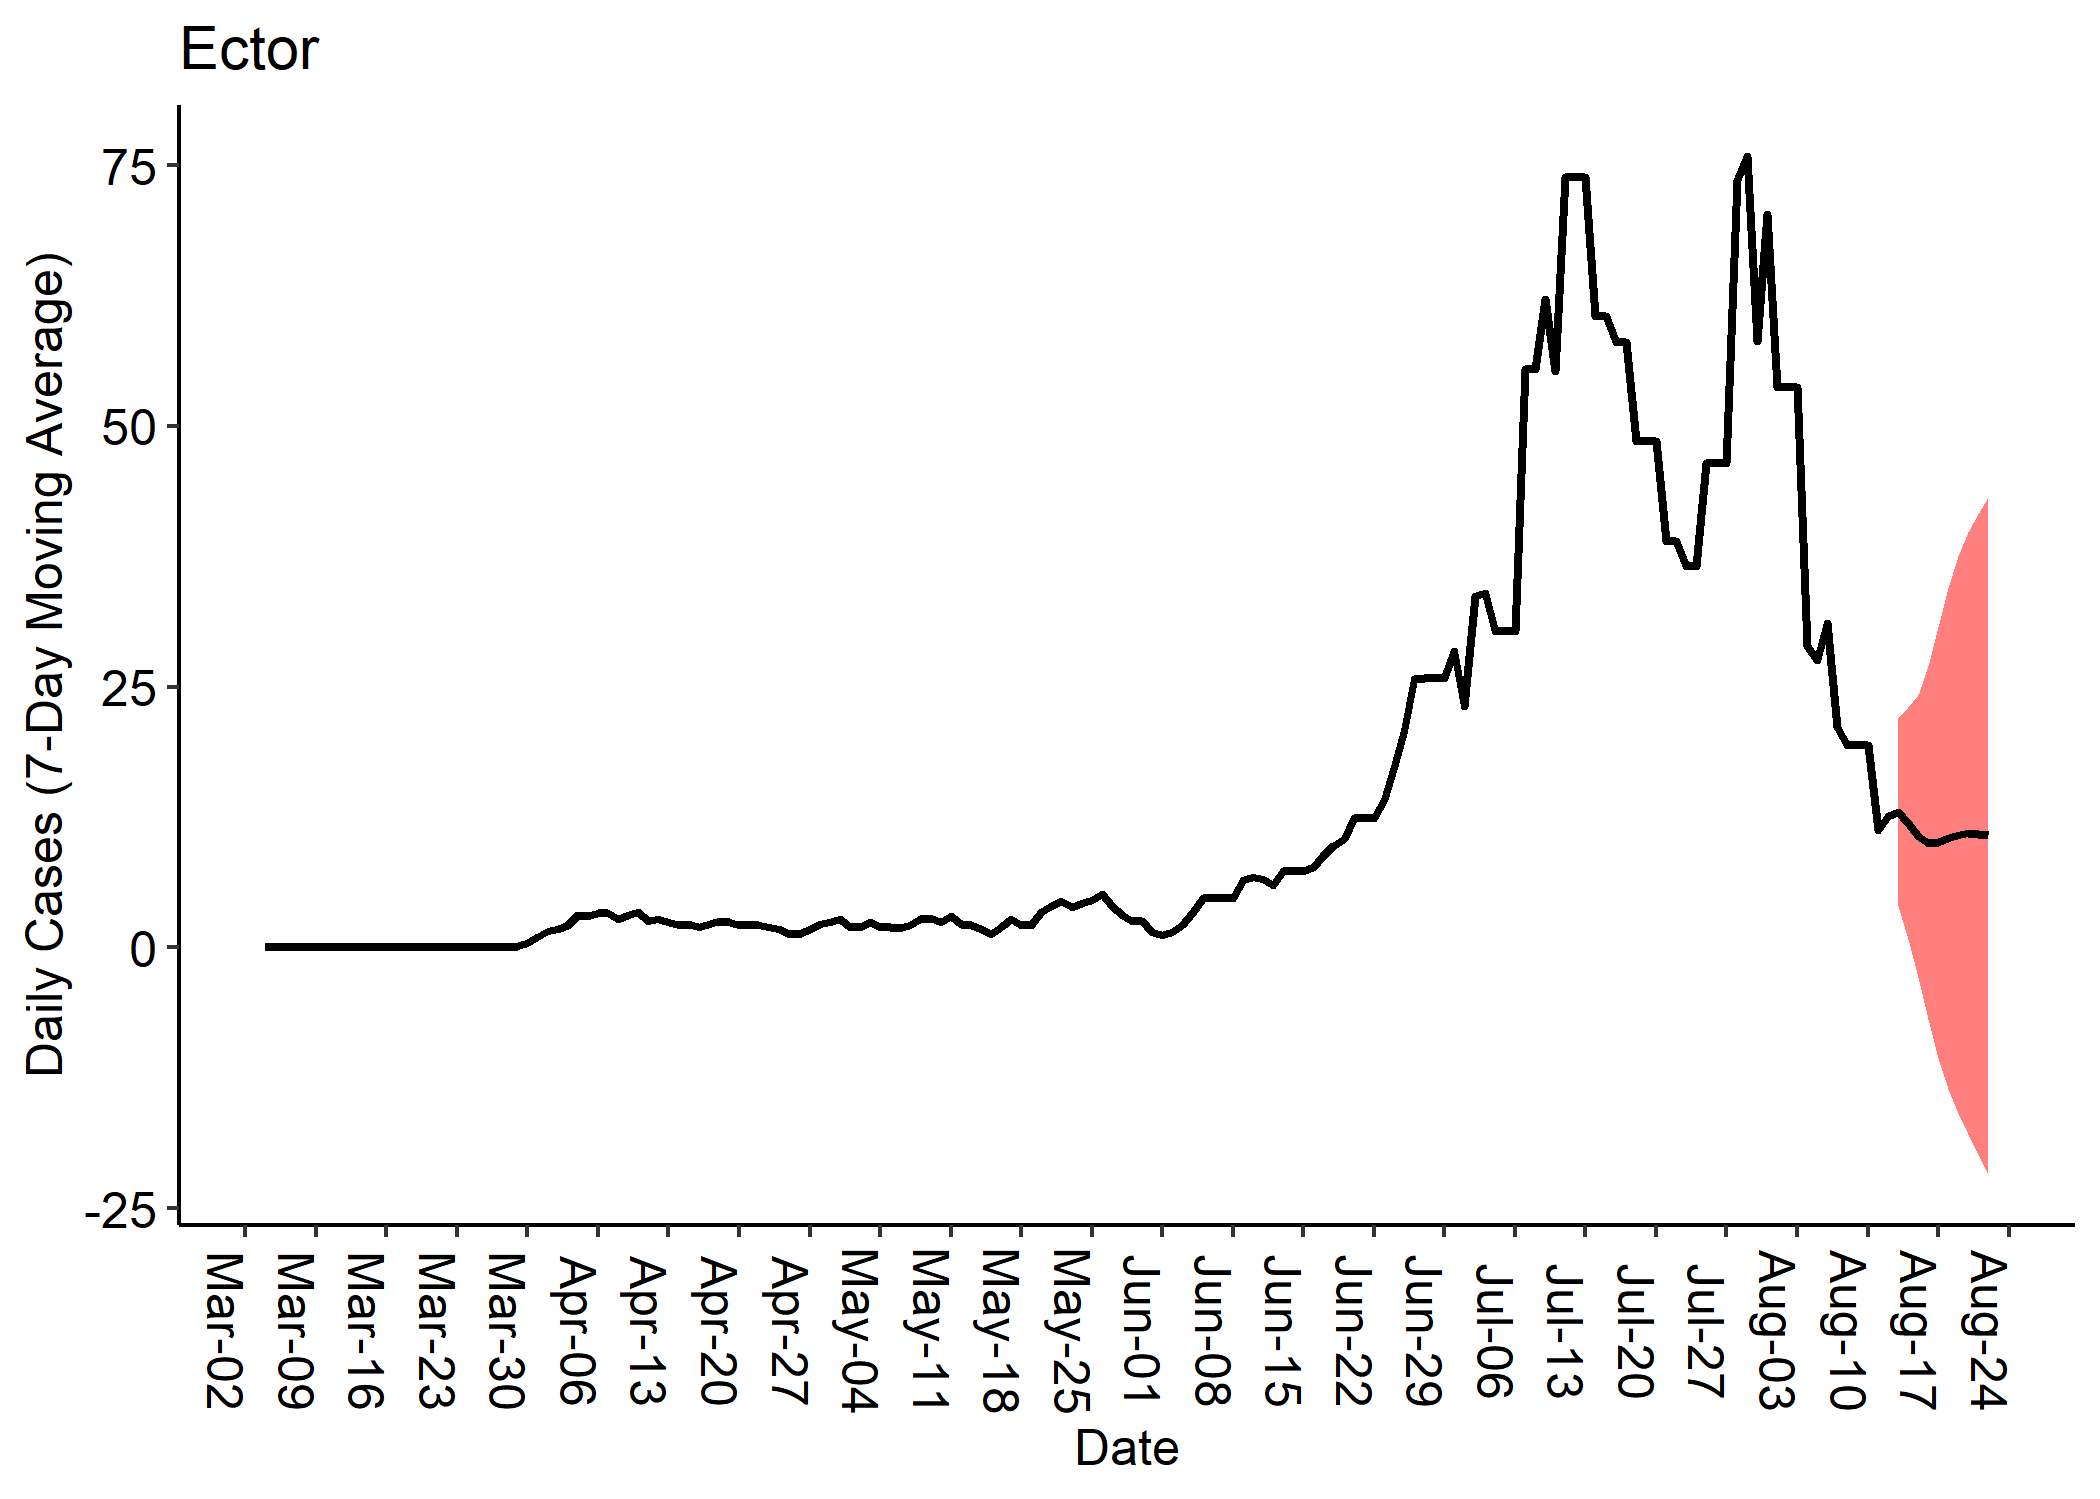 Ector
Daily Cases (7-Day Moving Average)
75
50
25
0
-25
Mar-02
Mar-09
Mar-16
Mar-23
Mar-30
Apr-06
Apr-13
Apr-20
Apr-27
May-04
May-11
May-18
May-25
Jun-01
Jun-08
Jun-15
Jun-22
Jun-29
Jul-06
Jul-13
Jul-20
Jul-27
Aug-03
Aug-10
Aug-17
Aug-24
Date